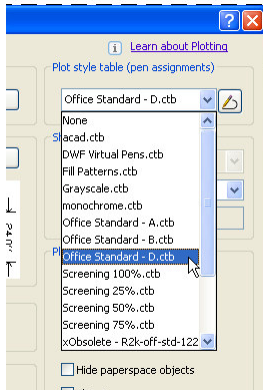 Learn about Plotting
Plot style table (pen assignments)
Office Standard - D.ctb
None
acad.ctb
DWF Virtual Pens.ctb
Fill Patterns.ctb
Grayscale.ctb
monochrome.ctb
Office Standard - A.ctb
Office Standard - B.ctb
Office Standard - D.ctb
Screening 100%.ctb
Screening 25%.ctb
Screening 50%.ctb
Screening 75%.ctb
xObsolete - R2k-off-std-122
Hide paperspace objects